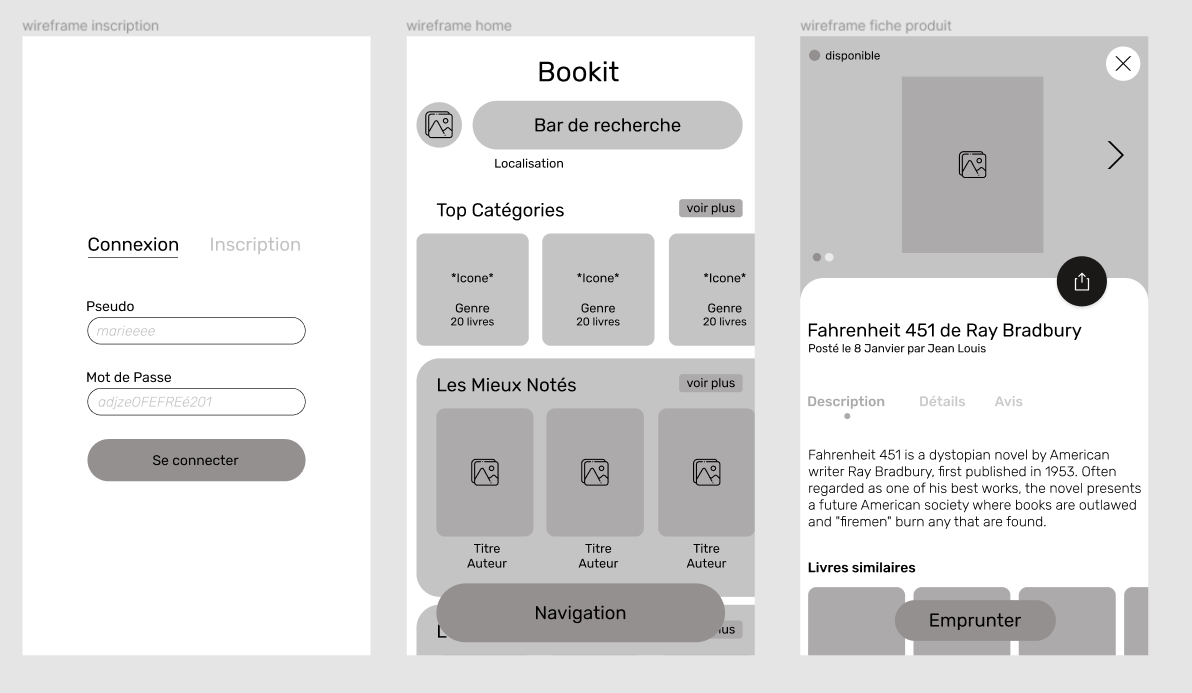 wireframe inscription
Connexion Inscription
Pseudo
marieeee
Mot de Passe
adjzeOFEFREé201
Se connecter
wireframe home
Bookit
Bar de recherche
Localisation
Top Catégories voir plus
*Icone* *Icone* *Icone*
Genre Genre Genre
20 livres 20 livres 20 livres
Les Mieux Notés voir plus
Titre Titre Titre
Auteur Auteur Auteur
Navigation
wireframe fiche produit
disponible
Fahrenheit 451 de Ray Bradbury
Posté le 8 Janvier par Jean Louis
Description Détails Avis
Fahrenheit 451 is a dystopian novel by American
writer Ray Bradbury, first published in 1953. Often
regarded as one of his best works, the novel presents
a future American society where books are outlawed
and "firemen" burn any that are found.
Livres similaires
Emprunter